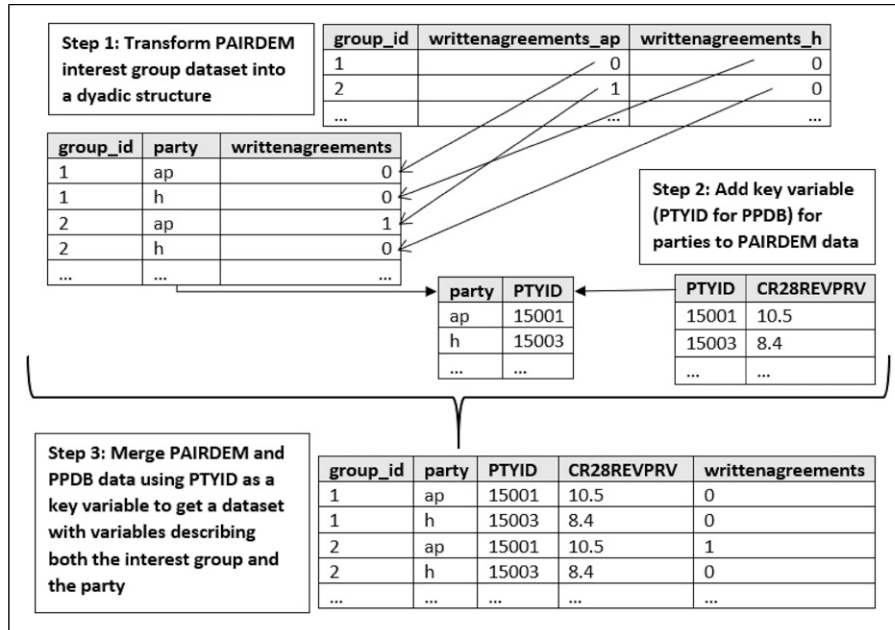 Step 1: Transform PAIRDEM
interest group dataset into
a dyadic structure
group_id writtenagreements_ap writtenagreements_h
1 0 0
2 1 0
... ... ...
group_id party writtenagreements
1 ap 0
1 h 0
2 ap 1
2 h 0
... ... ...
Step 2: Add key variable
(PTYID for PPDB) for
parties to PAIRDEM data
party PTYID
ap 15001
h 15003
... ...
PTYID CR28REVPRV
15001 10.5
15003 8.4
... ...
Step 3: Merge PAIRDEM and
PPDB data using PTYID as a
key variable to get a dataset
with variables describing
both the interest group and
the party
group_id party PTYID CR28REVPRV writtenagreements
1 ap 15001 10.5 0
1 h 15003 8.4 0
2 ap 15001 10.5 1
2 h 15003 8.4 0
... ... ... ... ...